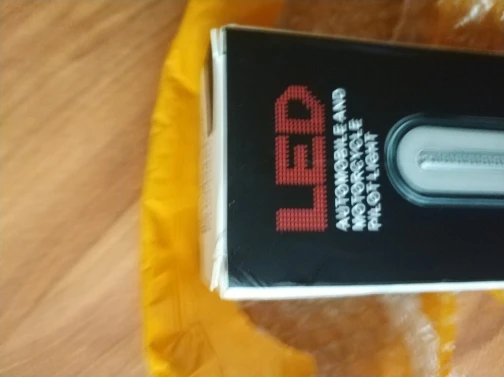 LED
AUTOMOBILE AND
MOTORCYCLE
PILOT LIGHT